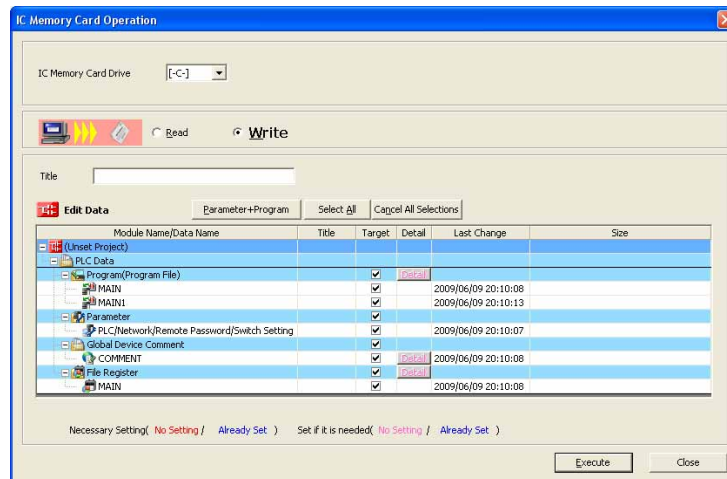 IC Memory Card Operation
IC Memory Card Drive [-C-]
Read Write
Title
Edit Data Parameter+Program Select All Cancel All Selections
Module Name/Data Name Title Target Detail Last Change Size
(Unset Project)
PLC Data
Program(Program File) Detail
MAIN 2009/06/09 20:10:08
MAIN1 2009/06/09 20:10:13
Parameter
PLC/Network/Remote Password/Switch Setting 2009/06/09 20:10:07
Global Device Comment
COMMENT Detail 2009/06/09 20:10:08
File Register Detail
MAIN 2009/06/09 20:10:08
Necessary Setting( No Setting / Already Set ) Set if it is needed( No Setting / Already Set )
Execute Close